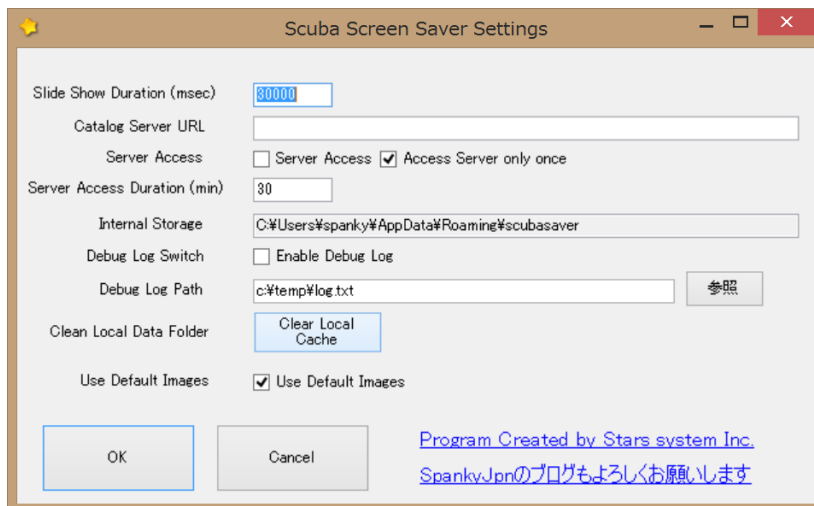 Scuba Screen Saver Settings
Slide Show Duration (msec) 30000
Catalog Server URL
Server Access Server Access Access Server only once
Server Access Duration (min) 30
Internal Storage C:¥Users¥spanky¥AppData¥Roaming¥scubasaver
Debug Log Switch Enable Debug Log
Debug Log Path c:¥temp¥log.txt 参照
Clean Local Data Folder Clear Local
Cache
Use Default Images Use Default Images
OK Cancel Program Created by Stars system Inc.
SpankyJpnのブログもよろしくお願いします